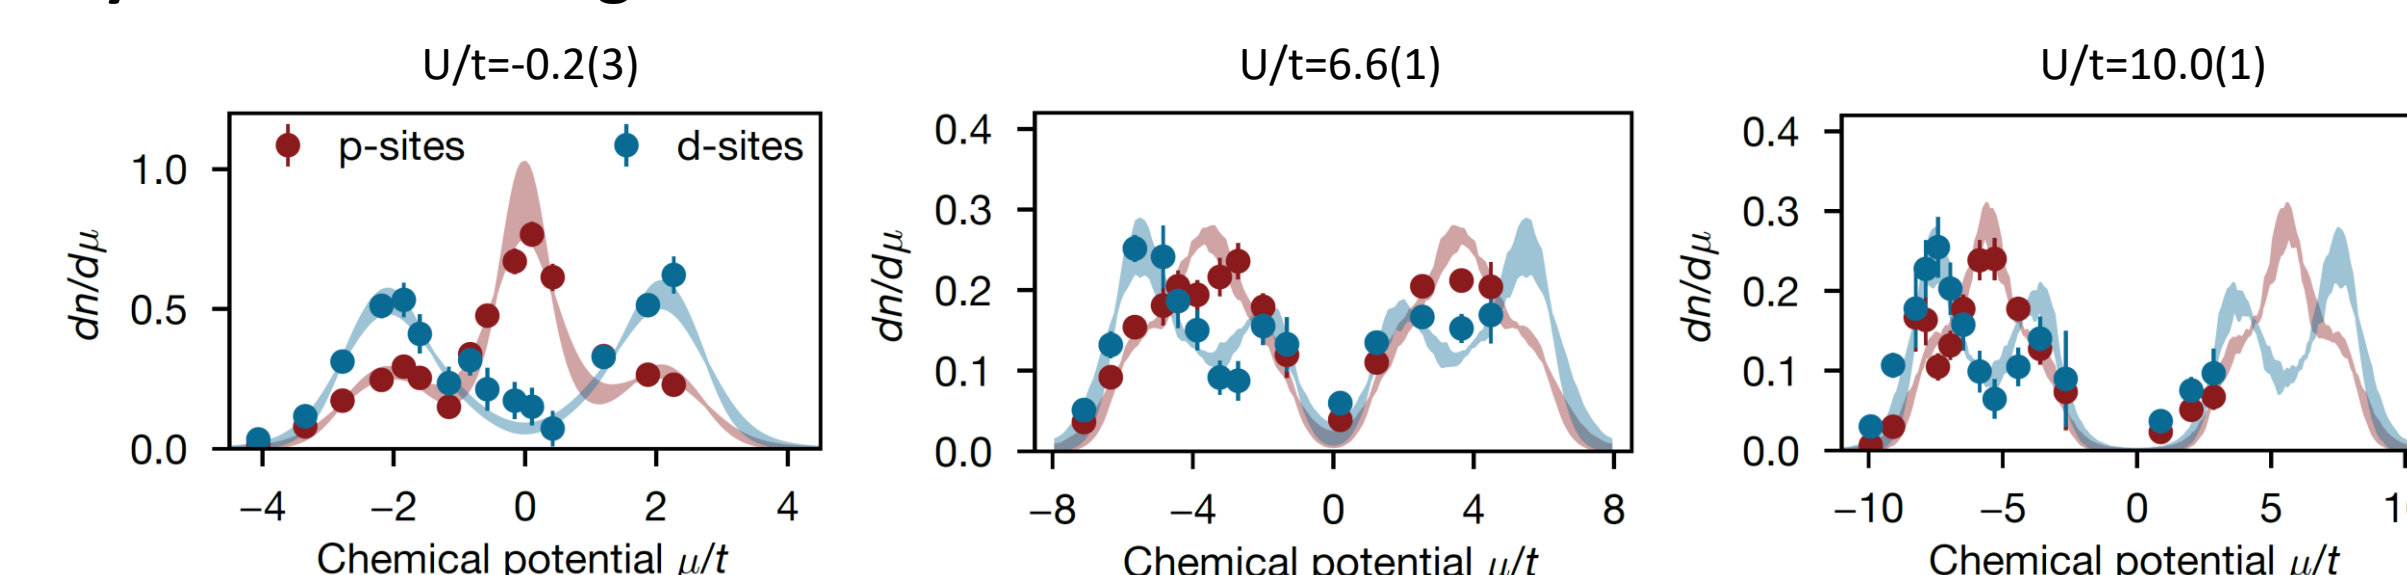 U/t=-0.2(3)
p-sites
d-sites
1.0
0.5
0.0
dn/dμ
−4 −2 0 2 4
Chemical potential μ/t
U/t=6.6(1)
0.4
0.3
0.2
0.1
0.0
dn/dμ
−8 −4 0 4 8
Chemical potential μ/t
U/t=10.0(1)
0.4
0.3
0.2
0.1
0.0
dn/dμ
−10 −5 0 5
Chemical potential μ/t